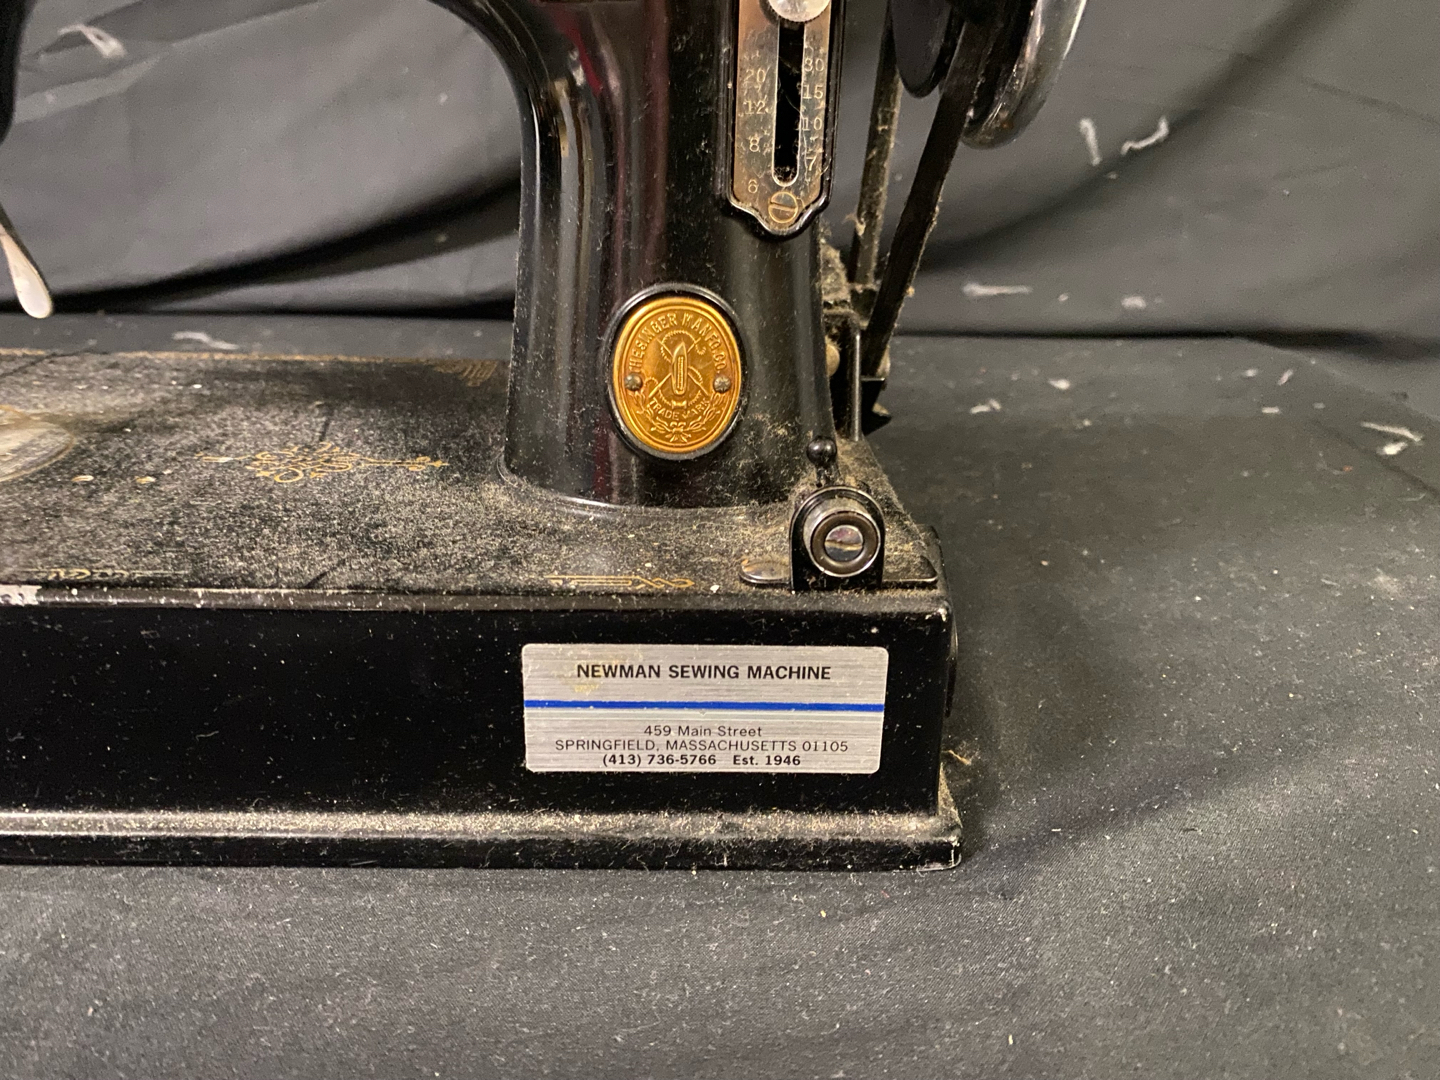 20
12
8
6
30
15
10
7
THE SINGER MANFG. CO.
TRADE MARK
NEWMAN SEWING MACHINE
459 Main Street
SPRINGFIELD, MASSACHUSETTS 01105
(413) 736-5766 Est. 1946